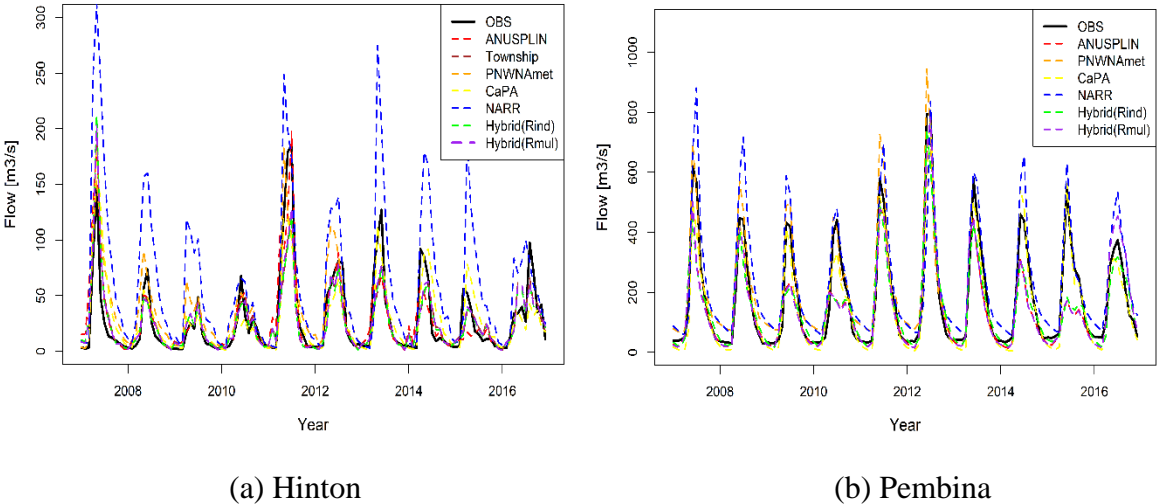 Flow [m3/s]
300
250
200
150
100
50
0
OBS
ANUSPLIN
Township
PNWNAmet
CaPA
NARR
Hybrid(Rind)
Hybrid(Rmul)
2008 2010 2012 2014 2016
Year
(a) Hinton
Flow [m3/s]
1000
800
600
400
200
0
OBS
ANUSPLIN
PNWNAmet
CaPA
NARR
Hybrid(Rind)
Hybrid(Rmul)
2008 2010 2012 2014 2016
Year
(b) Pembina